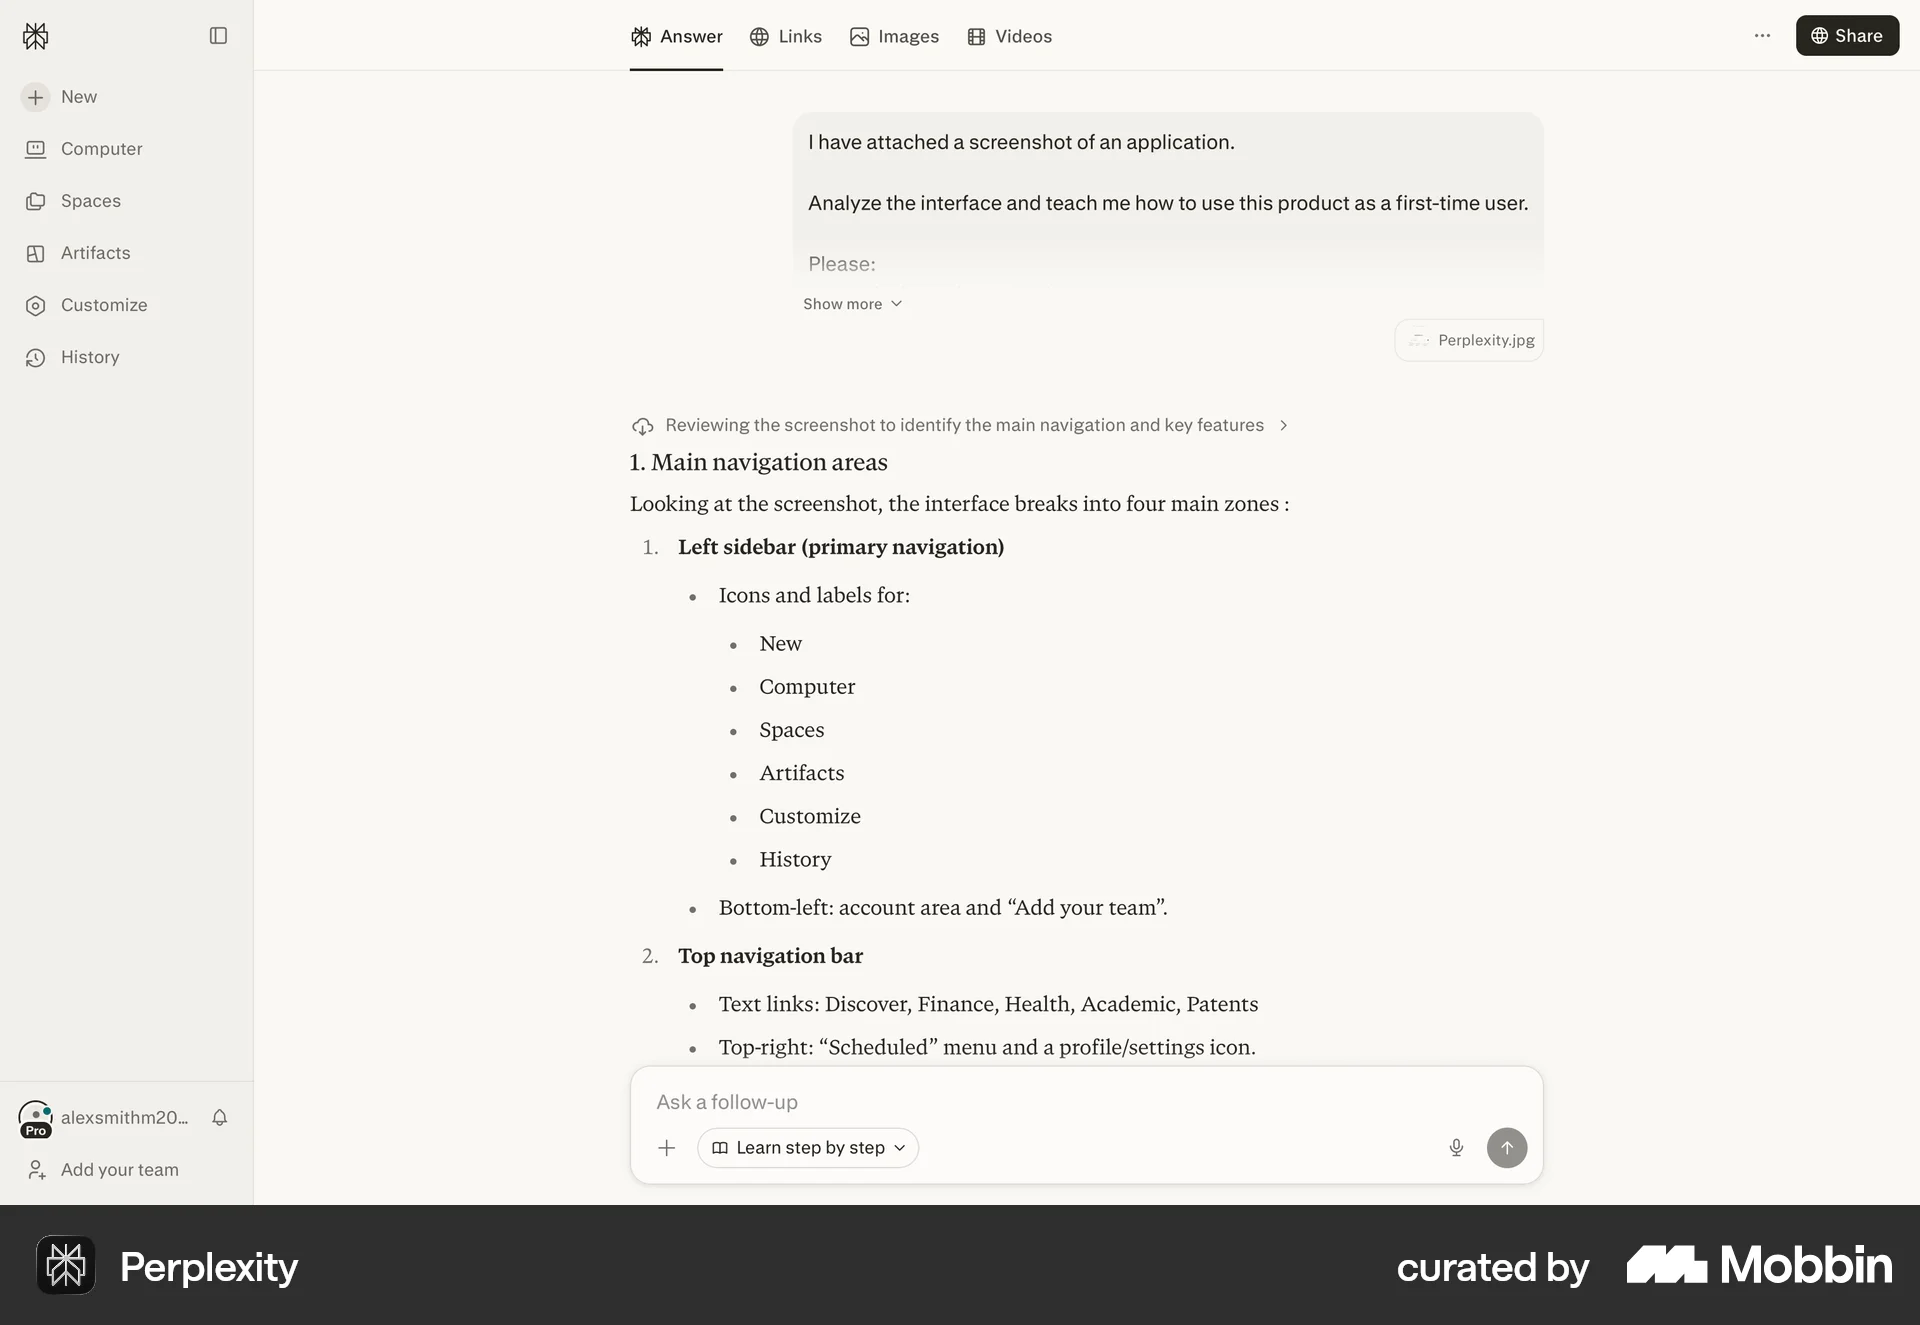 New
Computer
Spaces
Artifacts
Customize
History
Pro
alexsmithm20...
Add your team
Answer
Links
Images
Videos
Share
I have attached a screenshot of an application.
Analyze the interface and teach me how to use this product as a first-time user.
Please:
Show more
Perplexity.jpg
Reviewing the screenshot to identify the main navigation and key features
1. Main navigation areas
Looking at the screenshot, the interface breaks into four main zones :
1. Left sidebar (primary navigation)
• Icons and labels for:
• New
• Computer
• Spaces
• Artifacts
• Customize
• History
• Bottom-left: account area and “Add your team”.
2. Top navigation bar
• Text links: Discover, Finance, Health, Academic, Patents
• Top-right: “Scheduled” menu and a profile/settings icon.
Ask a follow-up
Learn step by step
Perplexity
curated by Mobbin